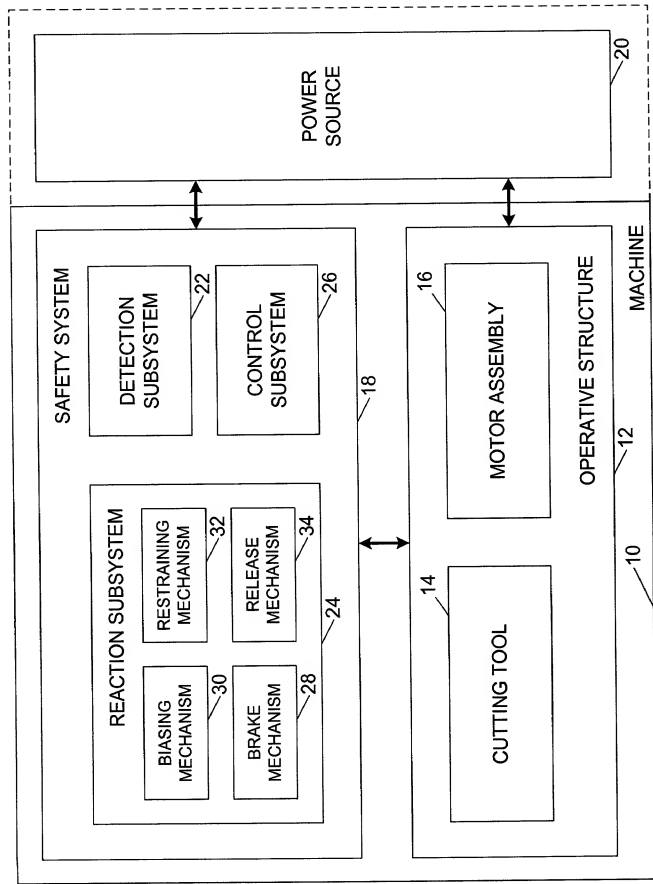 SAFETY SYSTEM
REACTION SUBSYSTEM
BIASING
MECHANISM
30
RESTRAINING
MECHANISM
32
BRAKE
MECHANISM
28
RELEASE
MECHANISM
34
24
DETECTION
SUBSYSTEM
22
CONTROL
SUBSYSTEM
26
18
POWER
SOURCE
20
14
CUTTING TOOL
16
MOTOR ASSEMBLY
OPERATIVE STRUCTURE
12
MACHINE
10